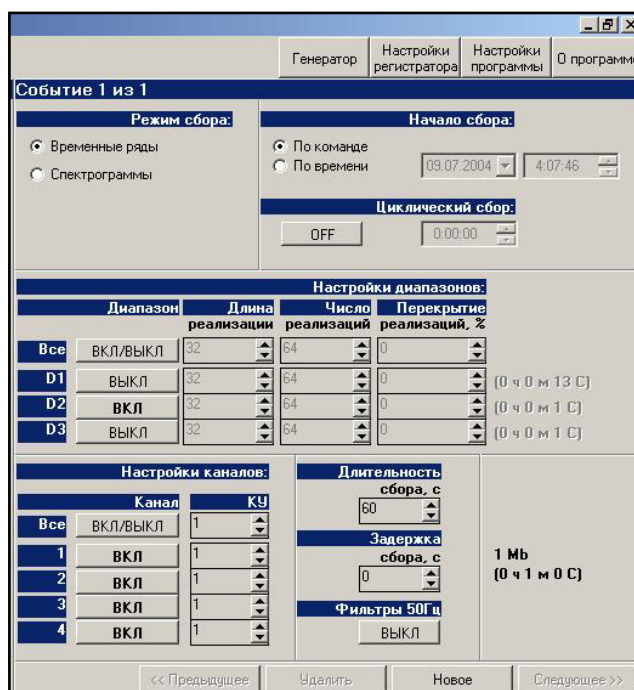 Генератор
Настройки регистратора
Настройки программы
О программ
Событие 1 из 1
Режим сбора:
Временные ряды
Спектрограммы
Начало сбора:
По команде
По времени 09.07.2004 4:07:46
Циклический сбор:
OFF 0:00:00
Настройки диапазонов:
Диапазон Длина Число Перекрытие
реализации реализаций реализаций, %
Все ВКЛ/ВЫКЛ 32 64 0
D1 ВЫКЛ 32 64 0 (0 ч 0 м 13 С)
D2 ВКЛ 32 64 0 (0 ч 0 м 1 С)
D3 ВЫКЛ 32 64 0 (0 ч 0 м 1 С)
Настройки каналов:
Канал КУ
Все ВКЛ/ВЫКЛ 1
1 ВКЛ 1
2 ВКЛ 1
3 ВКЛ 1
4 ВКЛ 1
Длительность
сбора, с
60
Задержка
сбора, с
0
Фильтры 50Гц
ВЫКЛ
1 Mb
(0 ч 1 м 0 С)
<< Предыдущее Удалить Новое Следующее >>